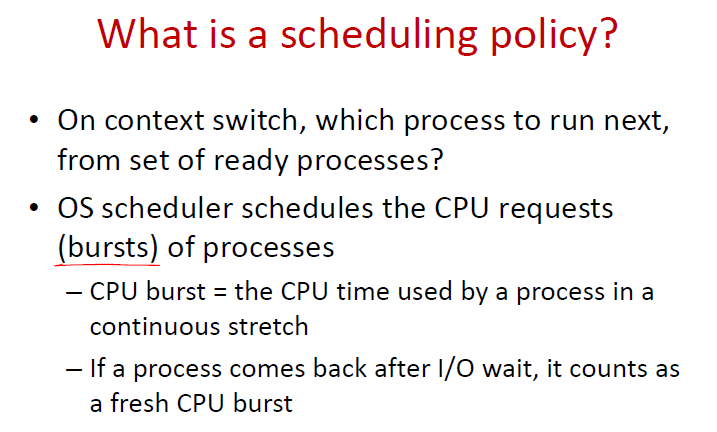 What is a scheduling policy?
• On context switch, which process to run next,
from set of ready processes?
• OS scheduler schedules the CPU requests
(bursts) of processes
– CPU burst = the CPU time used by a process in a
continuous stretch
– If a process comes back after I/O wait, it counts as
a fresh CPU burst